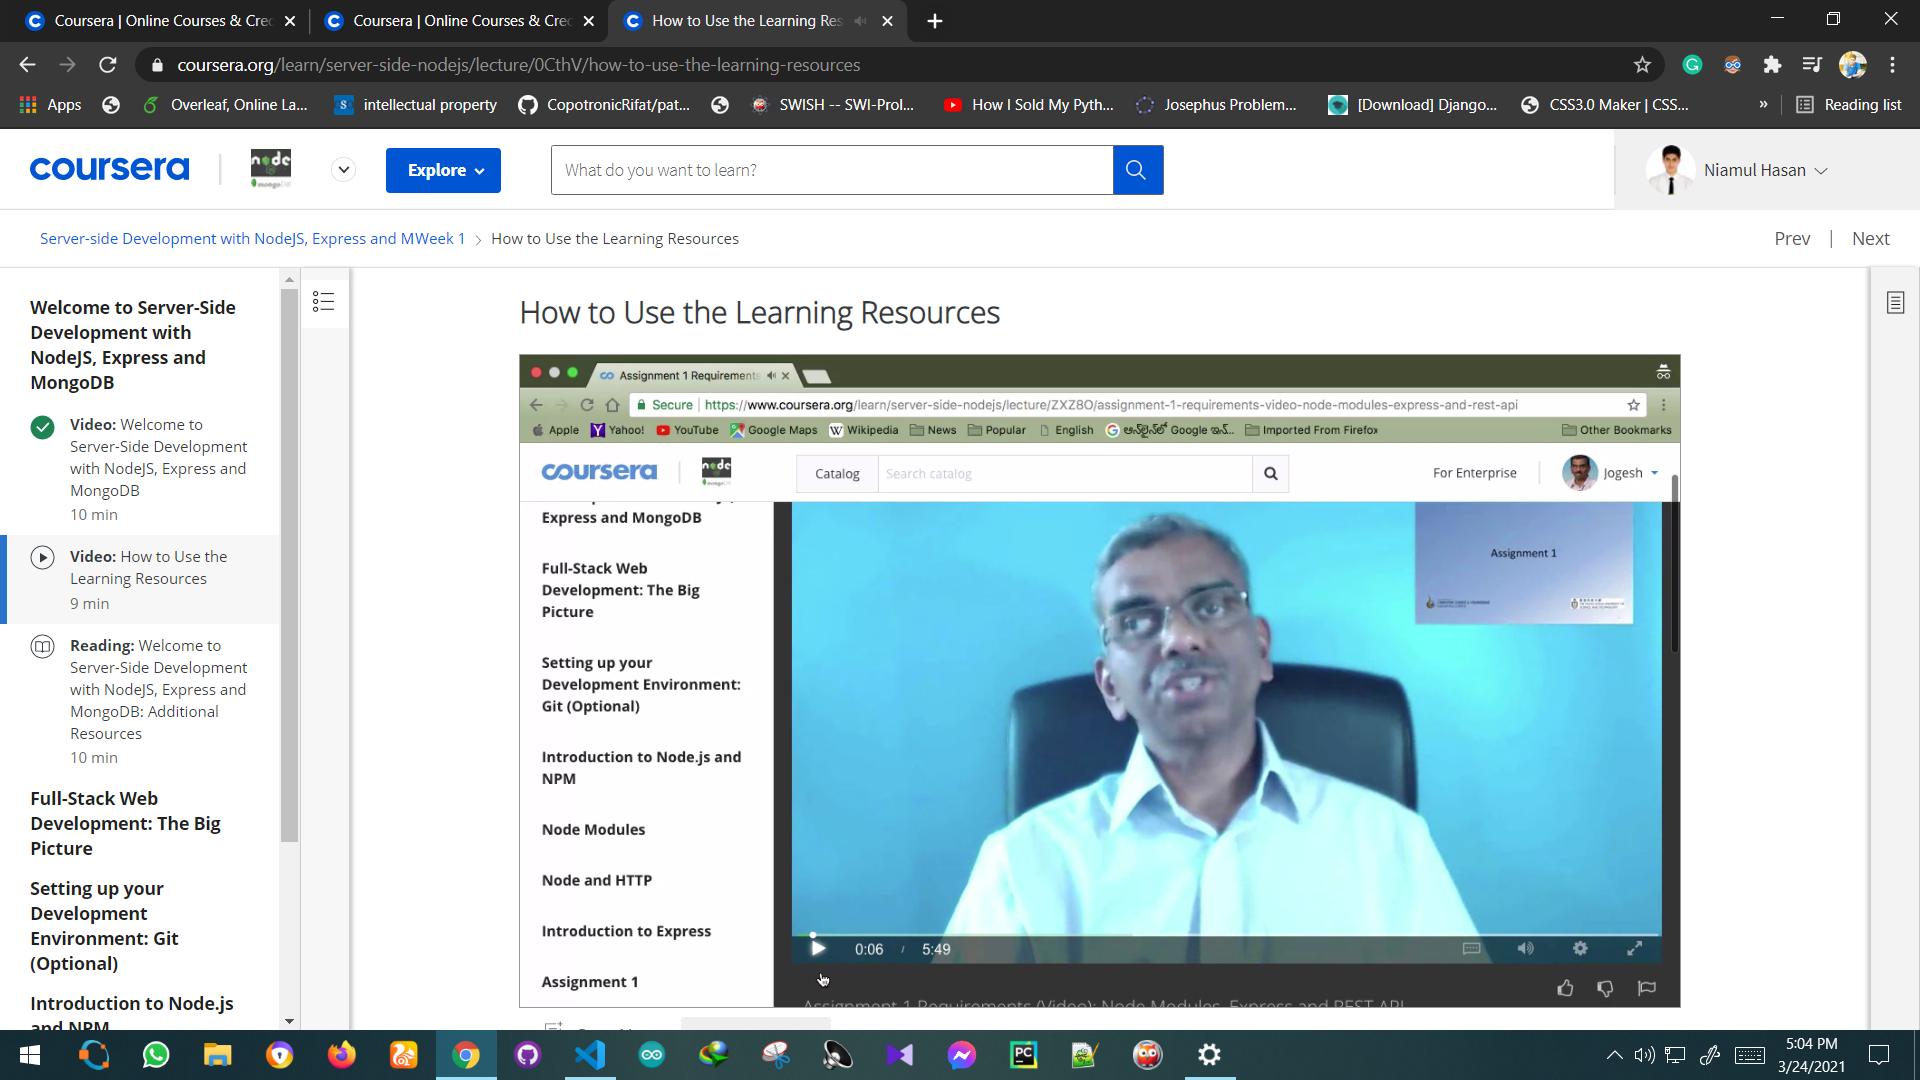 Coursera | Online Courses & Cre
Coursera | Online Courses & Cre
How to Use the Learning Res
coursera.org/learn/server-side-nodejs/lecture/0CthV/how-to-use-the-learning-resources
Apps
Overleaf, Online La...
intellectual property
CopotronicRifat/pat...
SWISH -- SWI-Prol...
How I Sold My Pyth...
Josephus Problem...
[Download] Django...
CSS3.0 Maker | CSS...
»
Reading list
coursera
node
mongoDB
Explore
What do you want to learn?
Niamul Hasan
Server-side Development with NodeJS, Express and MWeek 1 > How to Use the Learning Resources
Prev | Next
Welcome to Server-Side
Development with
NodeJS, Express and
MongoDB
Video: Welcome to
Server-Side Development
with NodeJS, Express and
MongoDB
10 min
Video: How to Use the
Learning Resources
9 min
Reading: Welcome to
Server-Side Development
with NodeJS, Express and
MongoDB: Additional
Resources
10 min
Full-Stack Web
Development: The Big
Picture
Setting up your
Development
Environment: Git
(Optional)
Introduction to Node.js
and NPM
How to Use the Learning Resources
Assignment 1 Requirements
Secure | https://www.coursera.org/learn/server-side-nodejs/lecture/ZXZ8O/assignment-1-requirements-video-node-modules-express-and-rest-api
Apple
Yahoo!
YouTube
Google Maps
Wikipedia
News
Popular
English
Google
Imported From Firefox
Other Bookmarks
coursera
node
Catalog
Search catalog
For Enterprise
Jogesh
Express and MongoDB
Full-Stack Web
Development: The Big
Picture
Setting up your
Development Environment:
Git (Optional)
Introduction to Node.js and
NPM
Node Modules
Node and HTTP
Introduction to Express
Assignment 1
Assignment 1
0:06 / 5:49
Assignment 1 Requirements (Video): Node Modules, Express and REST API
PC
5:04 PM
3/24/2021